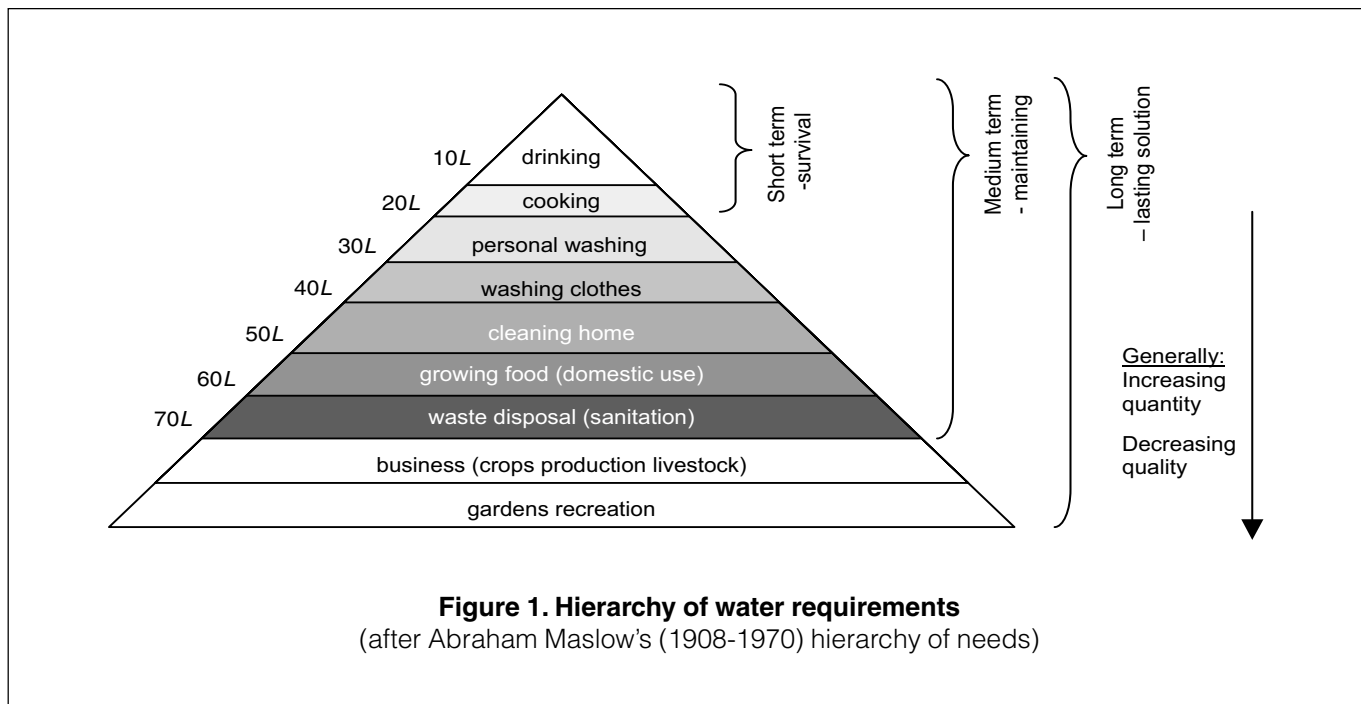 10L
drinking
20L
cooking
30L
personal washing
40L
washing clothes
50L
cleaning home
60L
growing food (domestic use)
70L
waste disposal (sanitation)
business (crops production livestock)
gardens recreation
Short term
-survival
Medium term
- maintaining
Long term
– lasting solution
Generally:
Increasing
quantity
Decreasing
quality
Figure 1. Hierarchy of water requirements
(after Abraham Maslow's (1908-1970) hierarchy of needs)